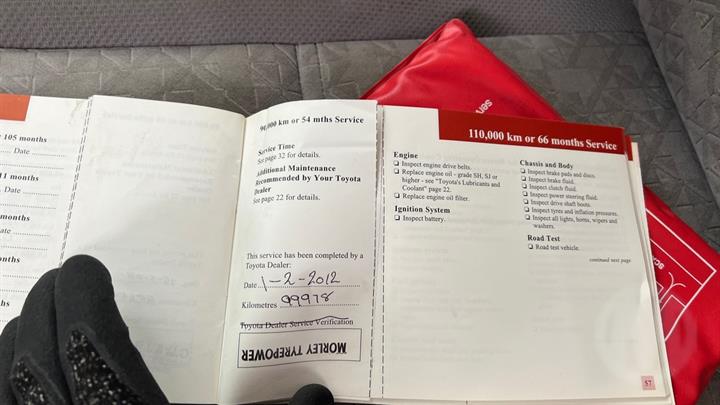 105 months
Date
11 months
Date
months
ate
onths
hs
90,000 km or 54 mths Service
Service Time
See page 32 for details.
Additional Maintenance
Recommended by Your Toyota
Dealer
See page 22 for details.
This service has been completed by a
Toyota Dealer:
Date 1-2-2012
Kilometres 99978
Toyota Dealer Service Verification
MORLEY TYREPOWER
110,000 km or 66 months Service
Engine
❏ Inspect engine drive belts.
❏ Replace engine oil - grade SH, SJ or
higher - see "Toyota's Lubricants and
Coolant" page 22.
❏ Replace engine oil filter.
Ignition System
❏ Inspect battery.
Chassis and Body
❏ Inspect brake pads and discs.
❏ Inspect brake fluid.
❏ Inspect clutch fluid.
❏ Inspect power steering fluid.
❏ Inspect drive shaft boots.
❏ Inspect tyres and inflation pressures.
❏ Inspect all lights, horns, wipers and
washers.
Road Test
❏ Road test vehicle.
continued next page
57